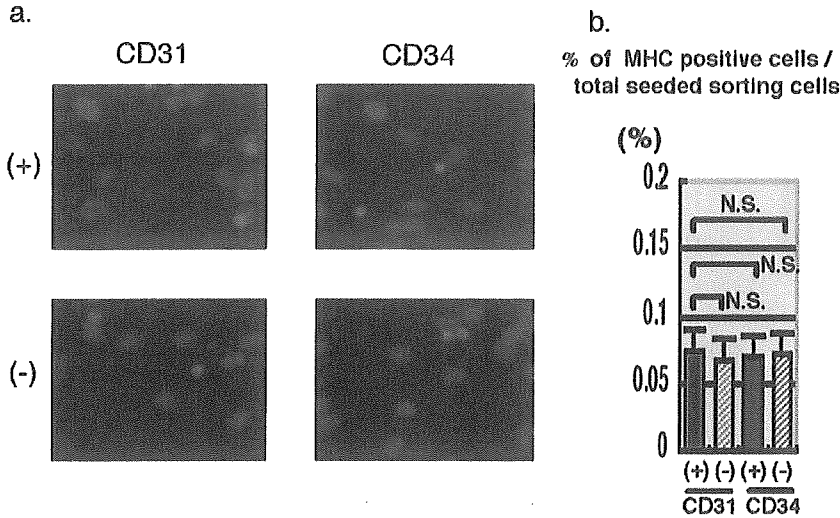 a.
CD31 CD34
(+)
(-)
b.
% of MHC positive cells /
total seeded sorting cells
(%)
0.2
N.S.
0.15
N.S.
N.S.
0.1
0.05
0
(+) (-) (+) (-)
CD31 CD34